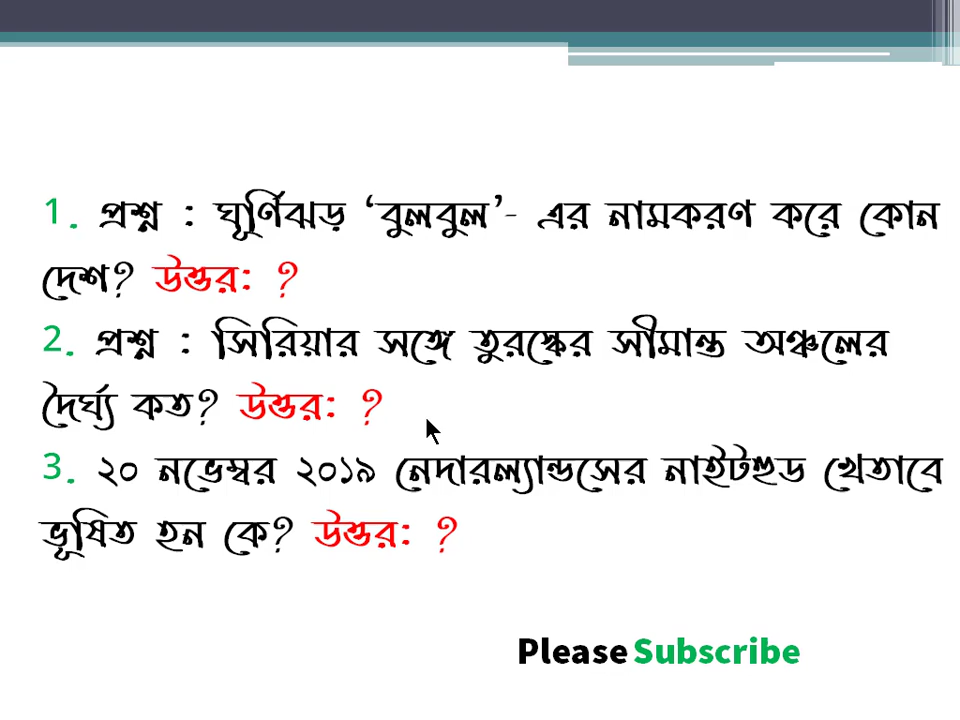 1. প্রশ্ন : ঘূর্ণিঝড় ‘বুলবুল’- এর নামকরণ করে কোন
দেশ? উত্তর: ?
2. প্রশ্ন : সিরিয়ার সঙ্গে তুরস্কের সীমান্ত অঞ্চলের
দৈর্ঘ্য কত? উত্তর: ?
3. ২০ নভেম্বর ২০১৯ নেদারল্যান্ডসের নাইটহুড খেতাবে
ভূষিত হন কে? উত্তর: ?
Please Subscribe